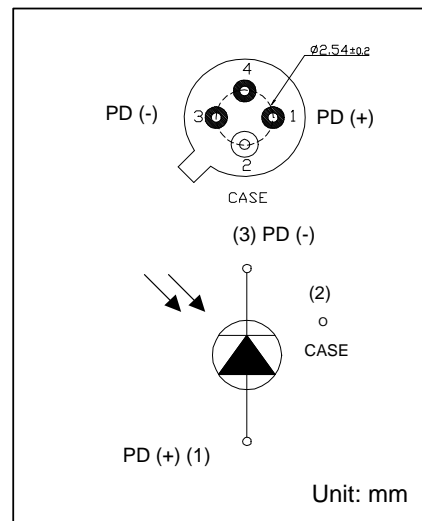 ø2.54±0.2
4
PD (-) 3 1 PD (+)
2
CASE
(3) PD (-)
(2)
CASE
PD (+) (1)
Unit: mm